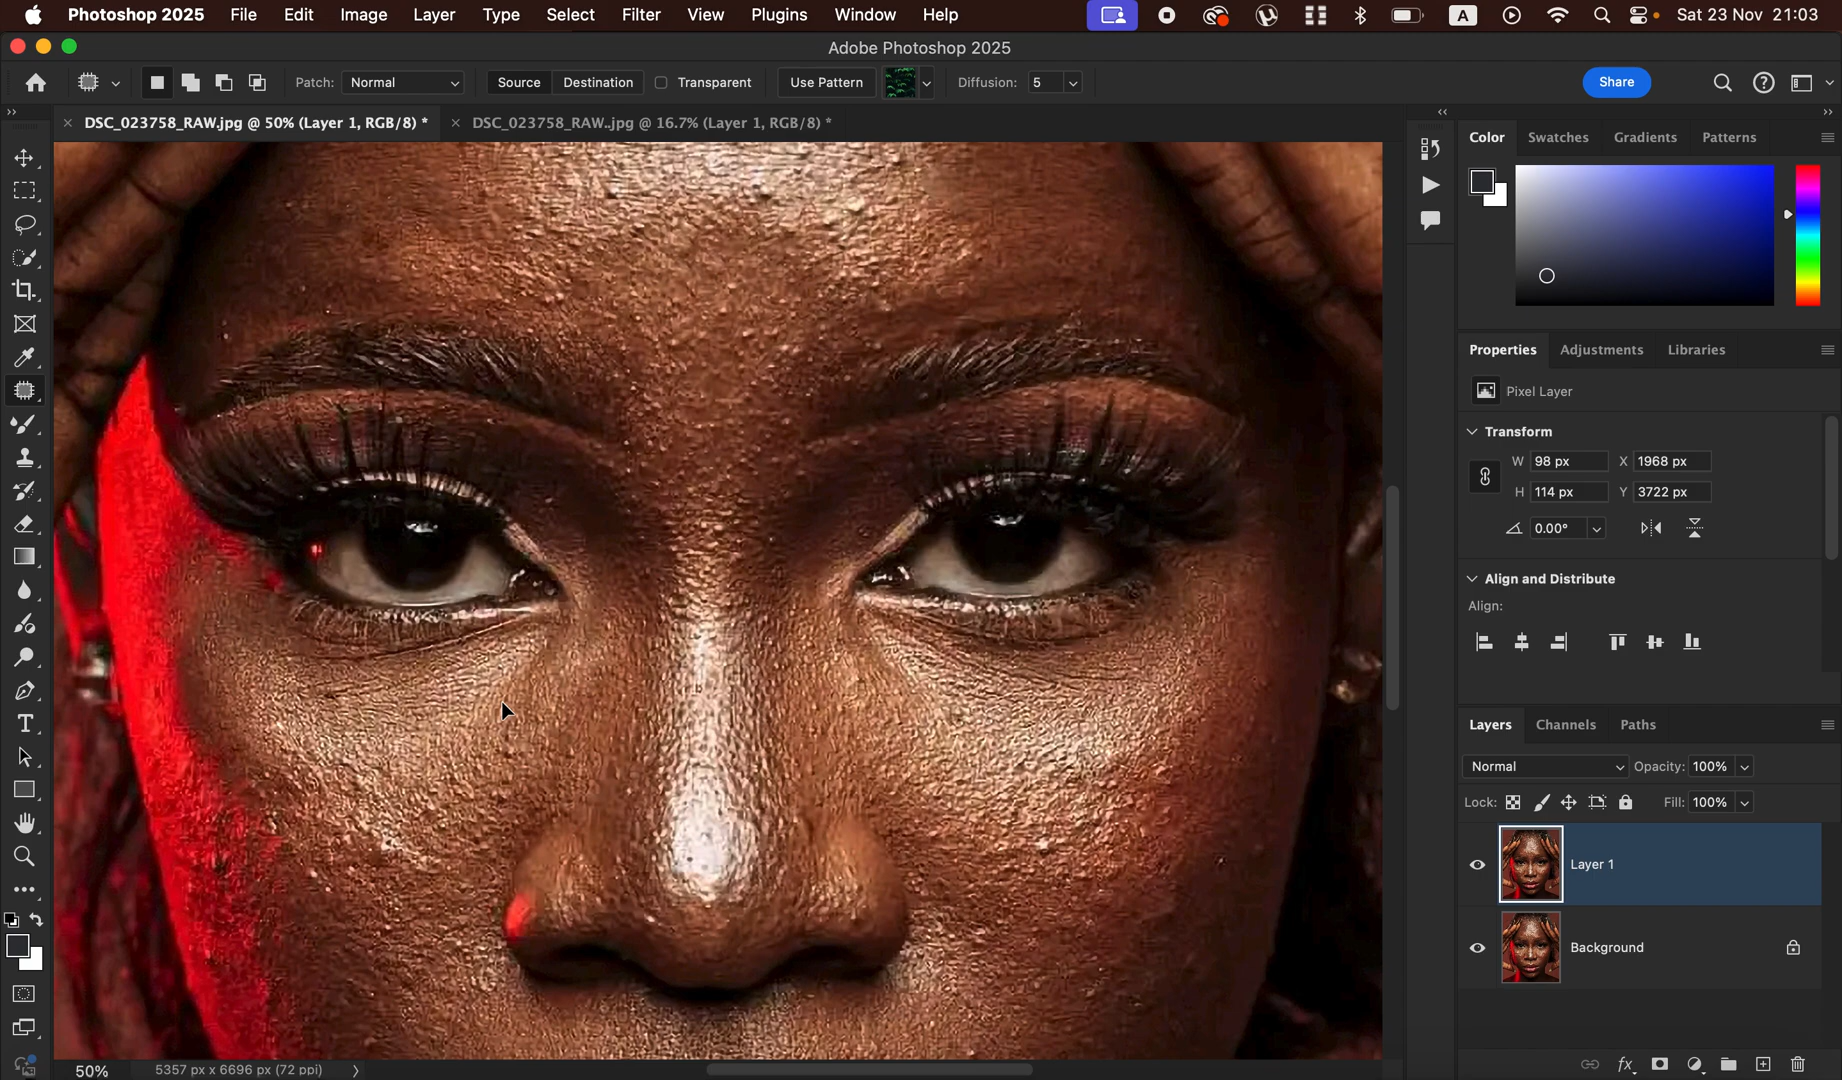 Photoshop 2025 File Edit Image Layer Type Select Filter View Plugins Window Help A Sat 23 Nov 21:03
Adobe Photoshop 2025
Patch: Normal Source Destination Transparent Use Pattern Diffusion: 5 Share
DSC_023758_RAW.jpg @ 50% (Layer 1, RGB/8) * DSC_023758_RAW..jpg @ 16.7% (Layer 1, RGB/8) *
Color Swatches Gradients Patterns
Properties Adjustments Libraries
Pixel Layer
Transform
W 98 px X 1968 px
H 114 px Y 3722 px
0.00°
Align and Distribute
Align:
Layers Channels Paths
Normal Opacity: 100%
Lock: Fill: 100%
Layer 1
Background
50% 5357 px x 6696 px (72 ppi)